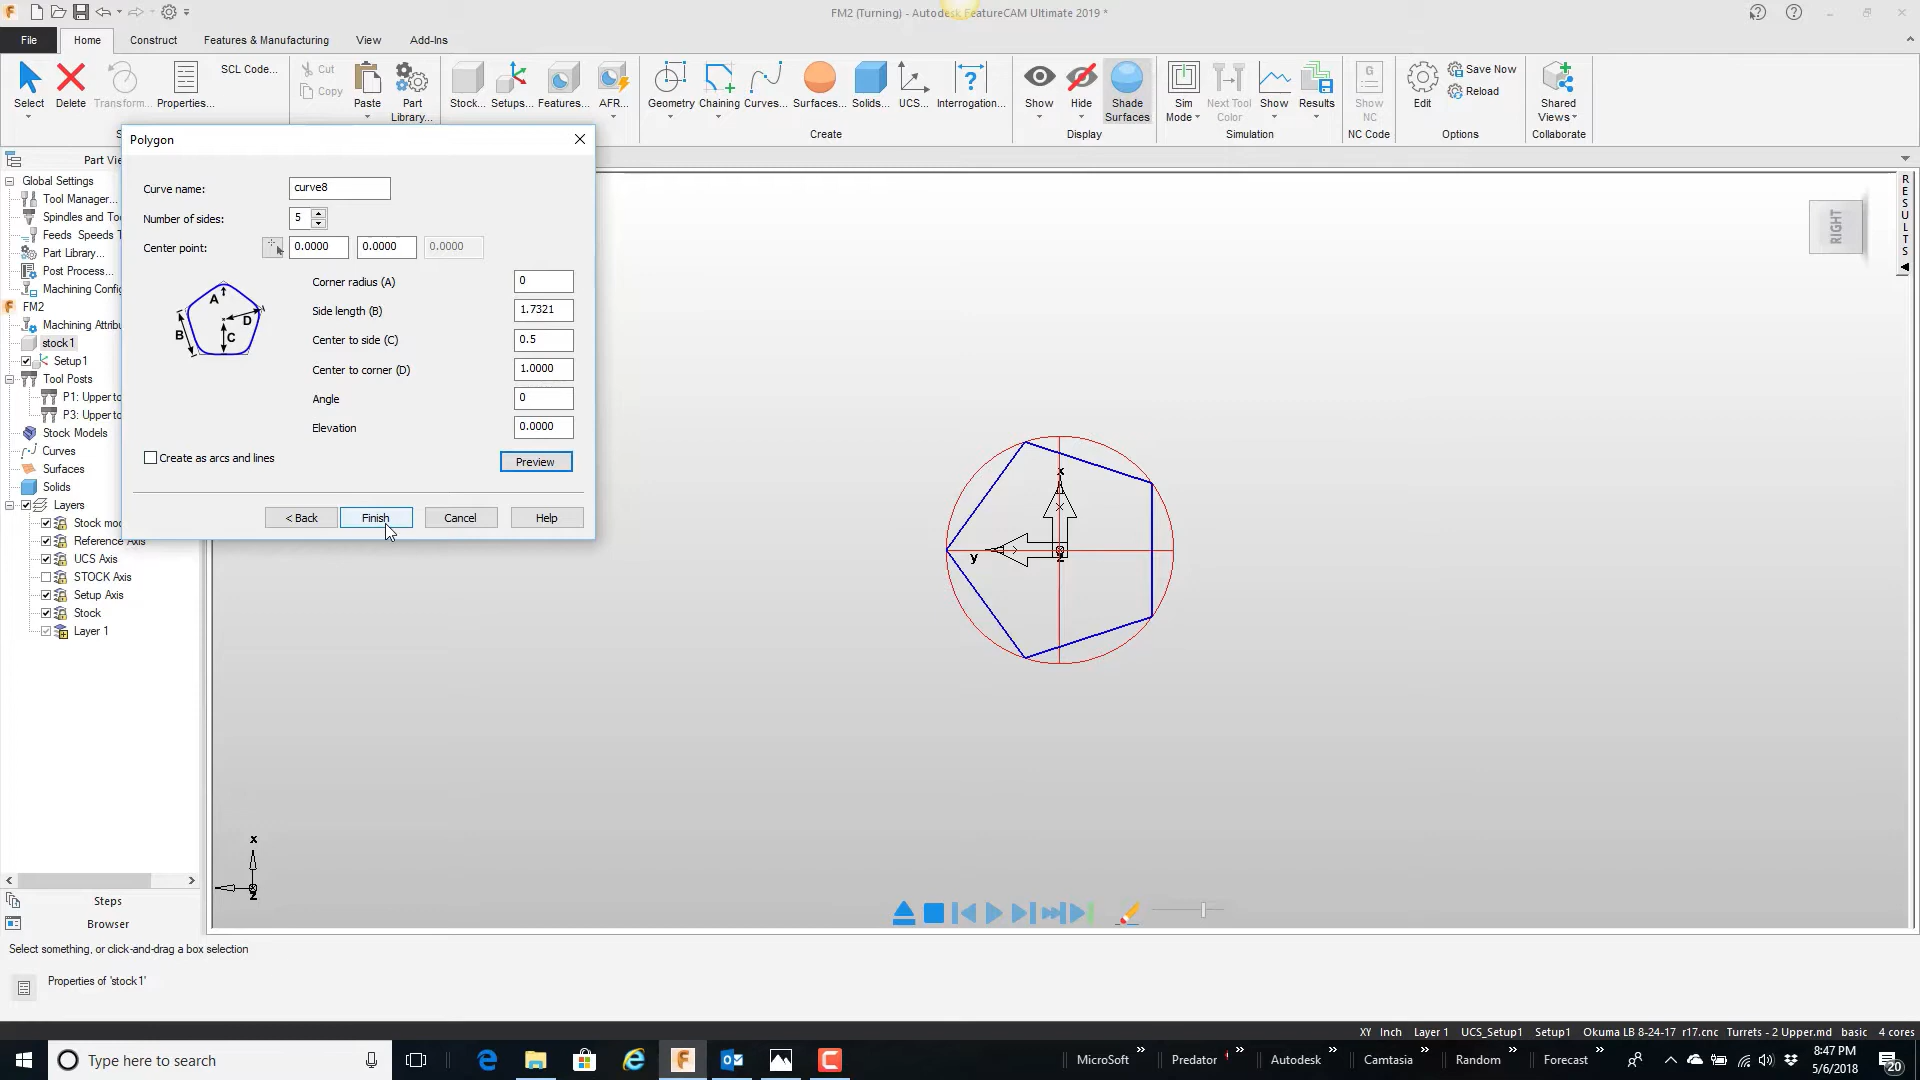 FM2 (Turning) - Autodesk FeatureCAM Ultimate 2019 *
File
Home
Construct
Features & Manufacturing
View
Add-Ins
Select
Delete
Transform...
Properties...
SCL Code...
Cut
Copy
Paste
Part
Library...
Stock...
Setups...
Features...
AFR...
Geometry
Chaining
Curves...
Surfaces...
Solids...
UCS...
Interrogation...
Create
Show
Hide
Shade
Surfaces
Display
Sim
Mode
Next Tool
Color
Show
Results
Simulation
G
Show
NC
NC Code
Edit
Save Now
Reload
Options
Shared
Views
Collaborate
Part Vie
Global Settings
Tool Manager...
Spindles and Too
Feeds Speeds T
Part Library...
Post Process...
Machining Config
FM2
Machining Attribu
stock1
Setup1
Tool Posts
P1: Upper to
P3: Upper to
Stock Models
Curves
Surfaces
Solids
Layers
Stock mod
Reference Axis
UCS Axis
STOCK Axis
Setup Axis
Stock
Layer 1
Steps
Browser
Polygon
Curve name:
curve8
Number of sides:
5
Center point:
0.0000
0.0000
0.0000
A
B
C
D
Corner radius (A)
0
Side length (B)
1.7321
Center to side (C)
0.5
Center to corner (D)
1.0000
Angle
0
Elevation
0.0000
Create as arcs and lines
Preview
< Back
Finish
Cancel
Help
RESULTS
RIGHT
x
y
z
x
z
Select something, or click-and-drag a box selection
Properties of 'stock1'
XY Inch Layer 1 UCS_Setup1 Setup1 Okuma LB 8-24-17 r17.cnc Turrets - 2 Upper.md basic 4 cores
Type here to search
MicroSoft
Predator
Autodesk
Camtasia
Random
Forecast
8:47 PM
5/6/2018
20